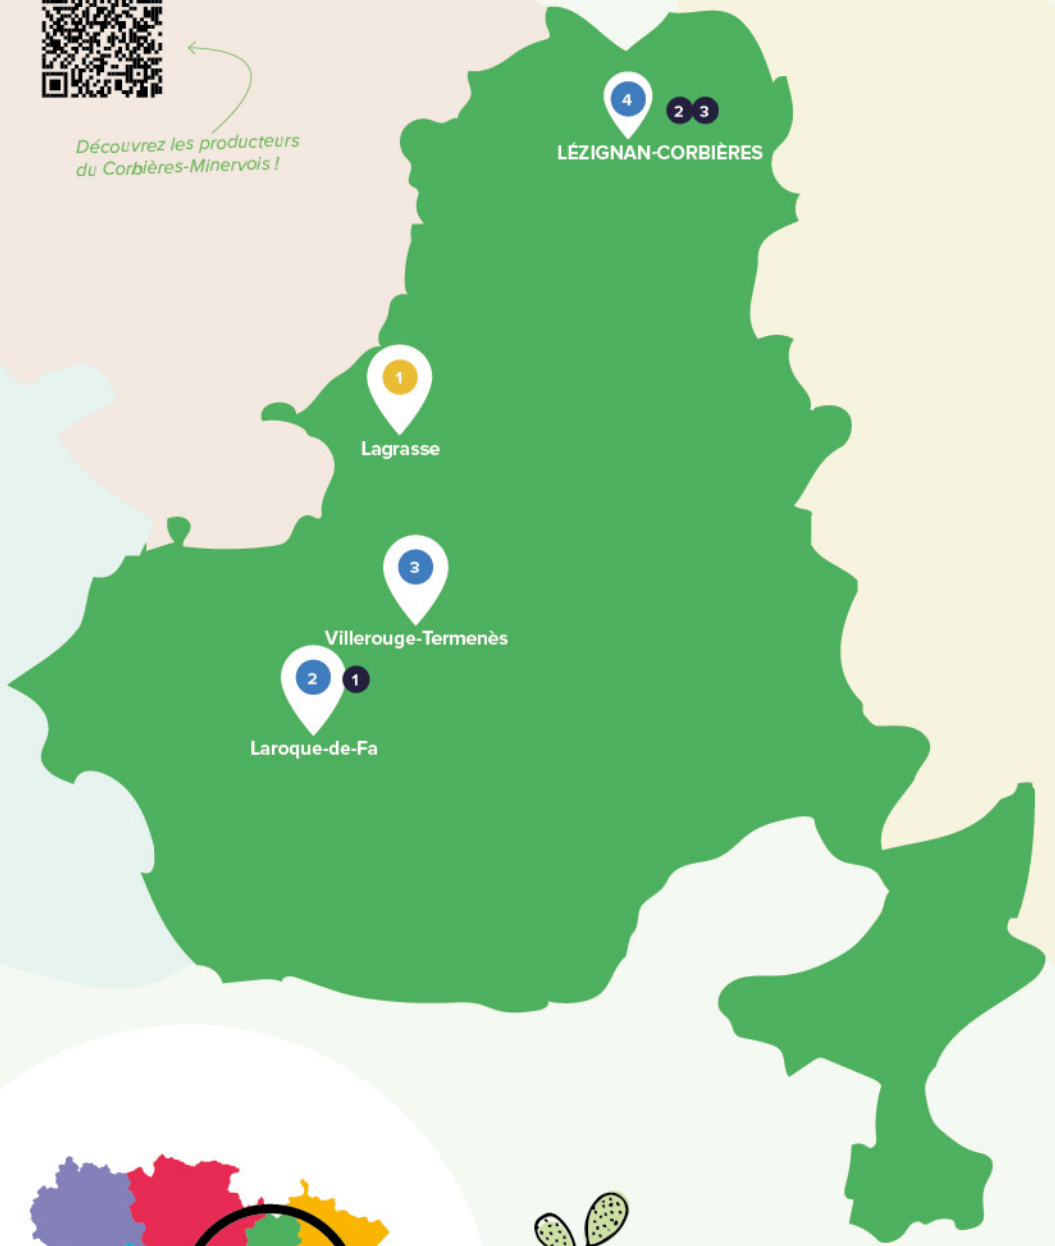 Découvrez les producteurs
du Corbières-Minervois !
4 2 3
LÉZIGNAN-CORBIÈRES
1
Lagrasse
3
Villerouge-Termenès
2 1
Laroque-de-Fa